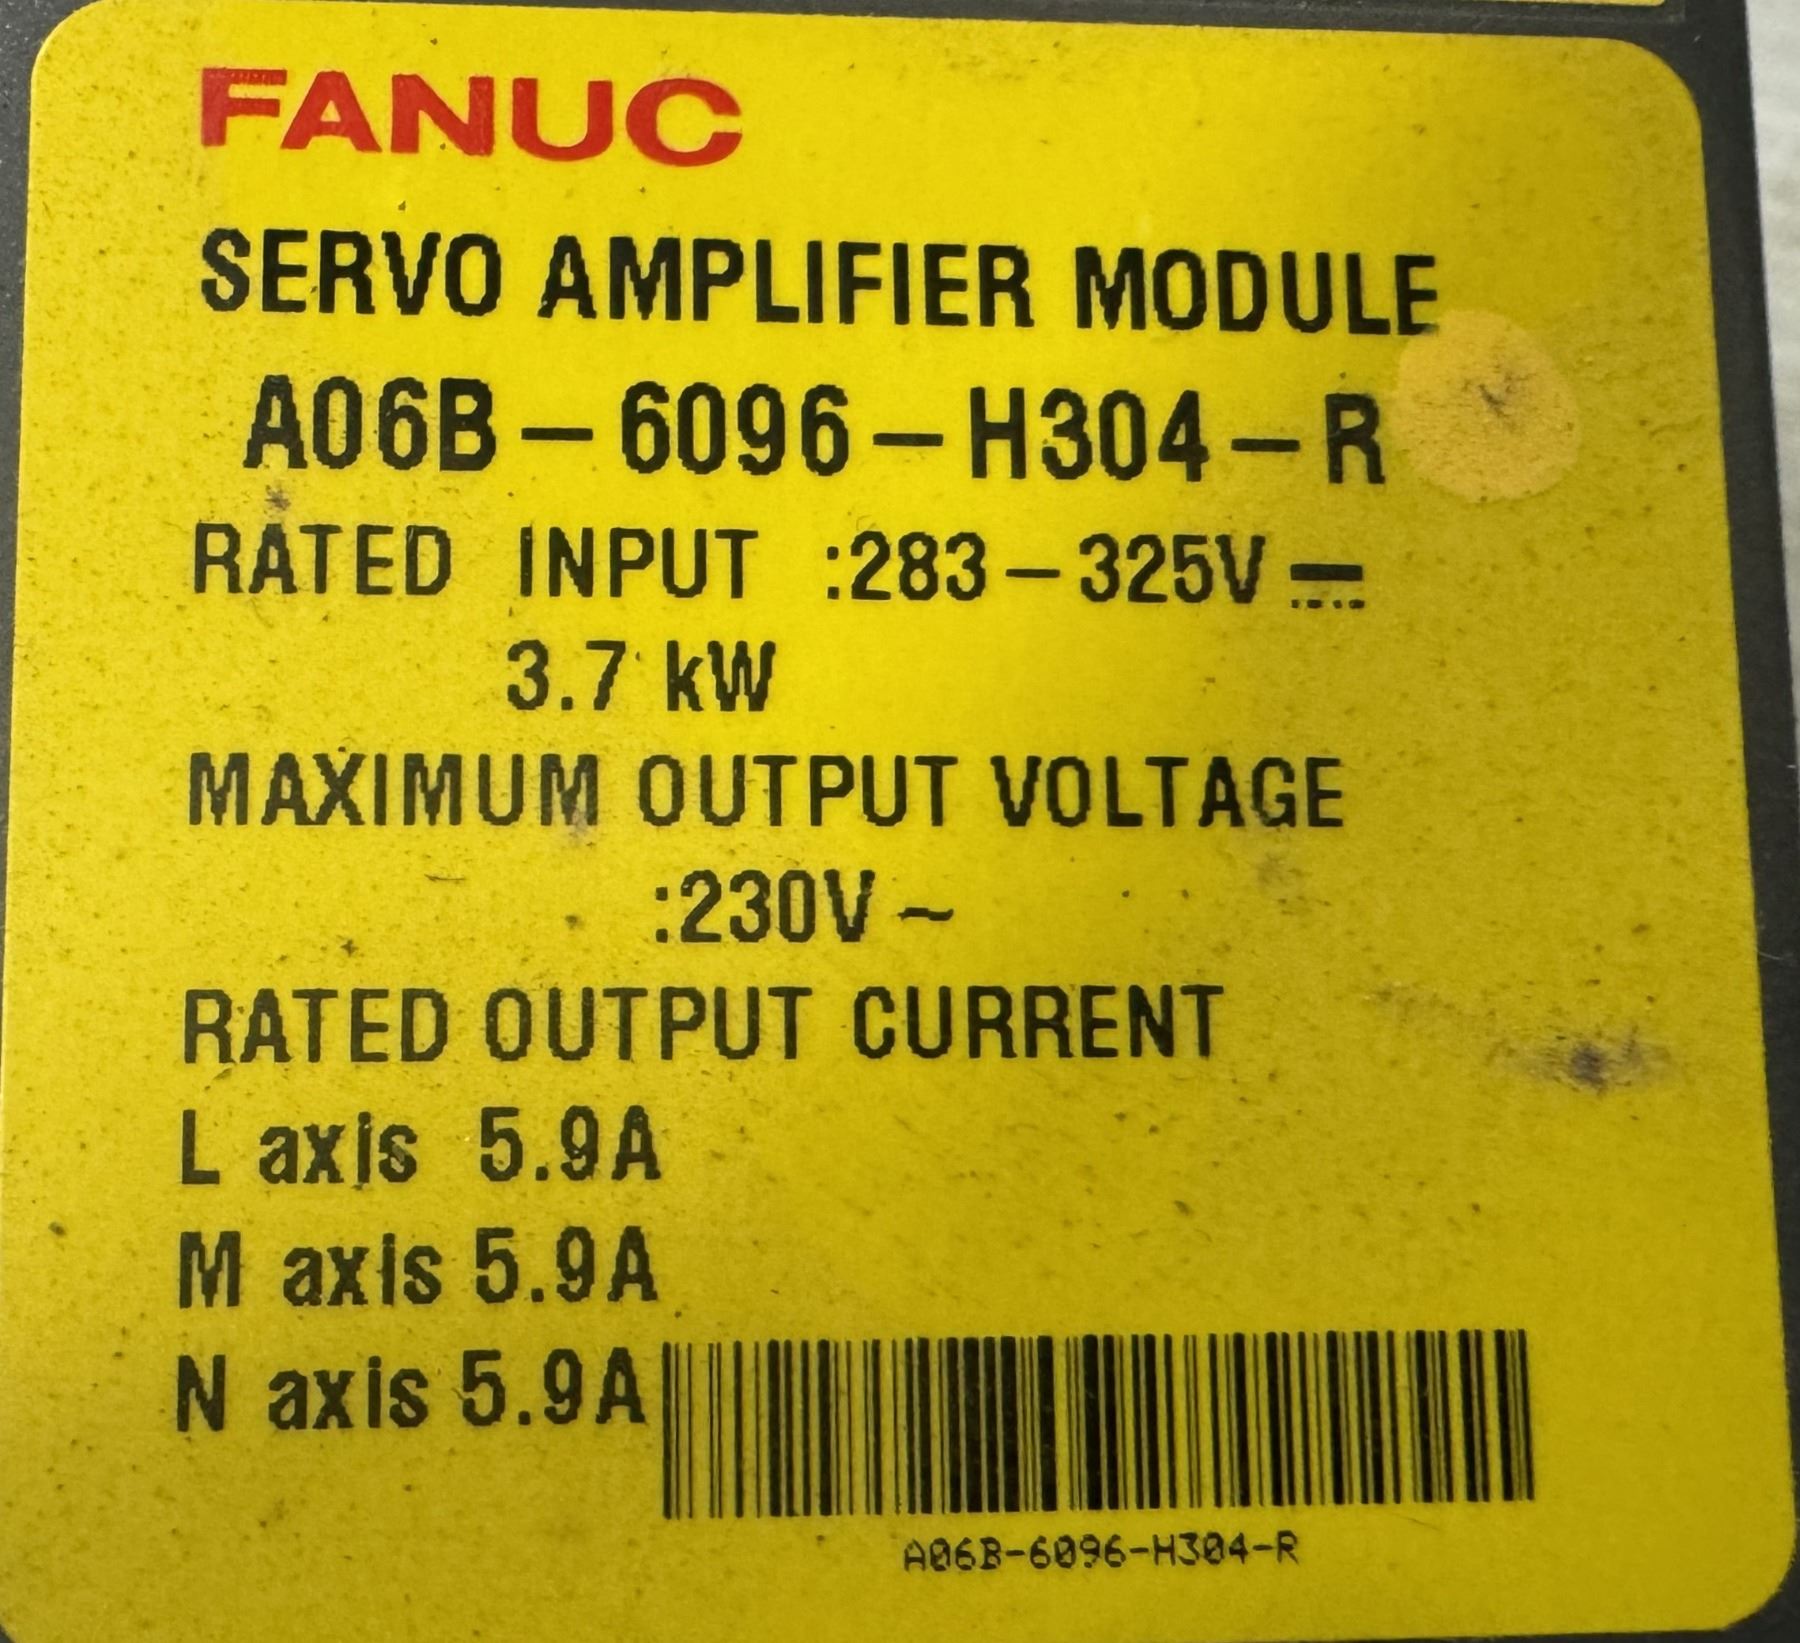 FANUC
SERVO AMPLIFIER MODULE
A06B-6096-H304-R
RATED INPUT :283-325V⎓
3.7 kW
MAXIMUM OUTPUT VOLTAGE
:230V~
RATED OUTPUT CURRENT
L axis 5.9A
M axis 5.9A
N axis 5.9A
A06B-6096-H304-R